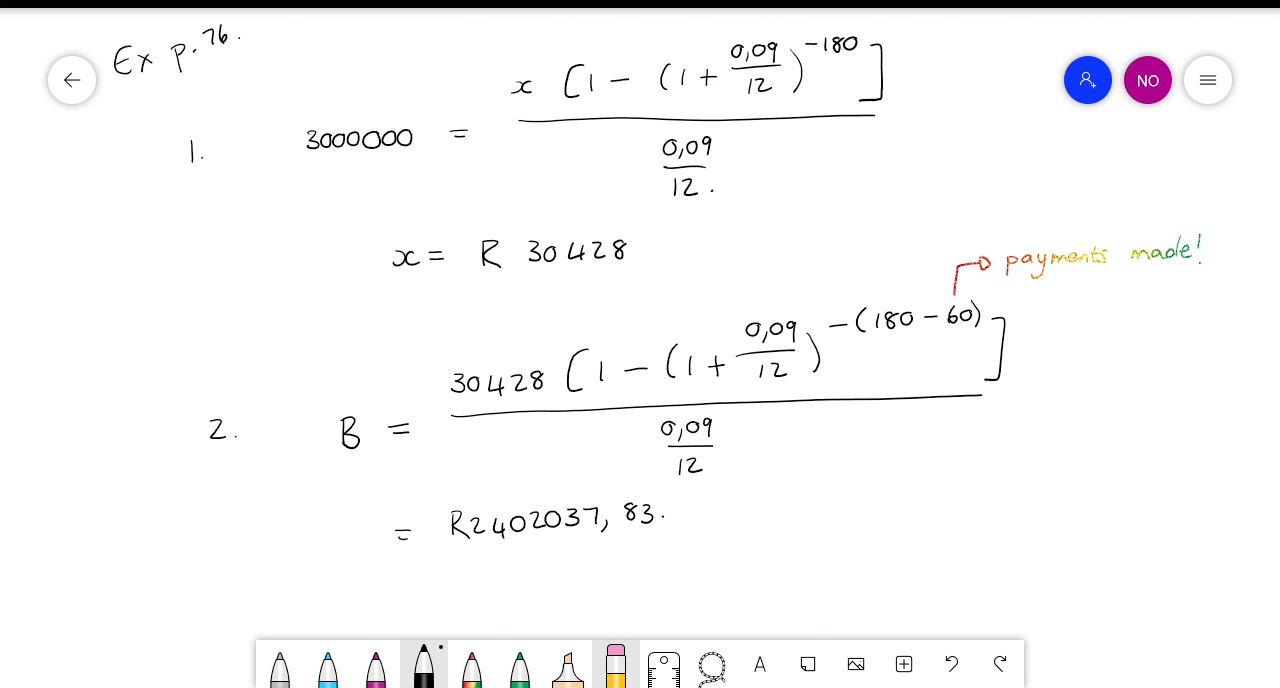 Ex p.76.
1. 3000000 = x [1 - (1 + 0,09/12)^-180] / 0,09/12.
x = R 30428
payments made!
2. B = 30428 [1 - (1 + 0,09/12)^-(180 - 60)] / 0,09/12
= R2402037, 83.
NO
A